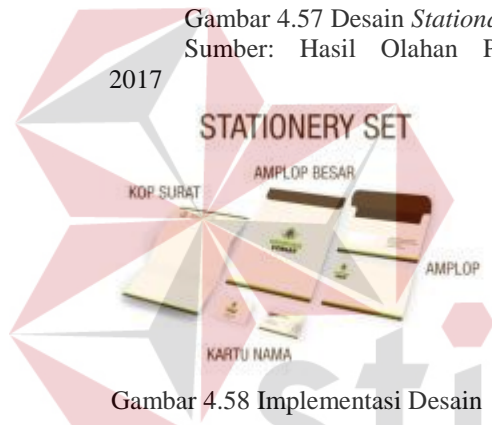 Gambar 4.57 Desain
Sumber: Hasil Olahan
2017
STATIONERY SET
AMPLOP BESAR
KOP SURAT
AMPLOP
KARTU NAMA
Gambar 4.58 Implementasi Desain
sti